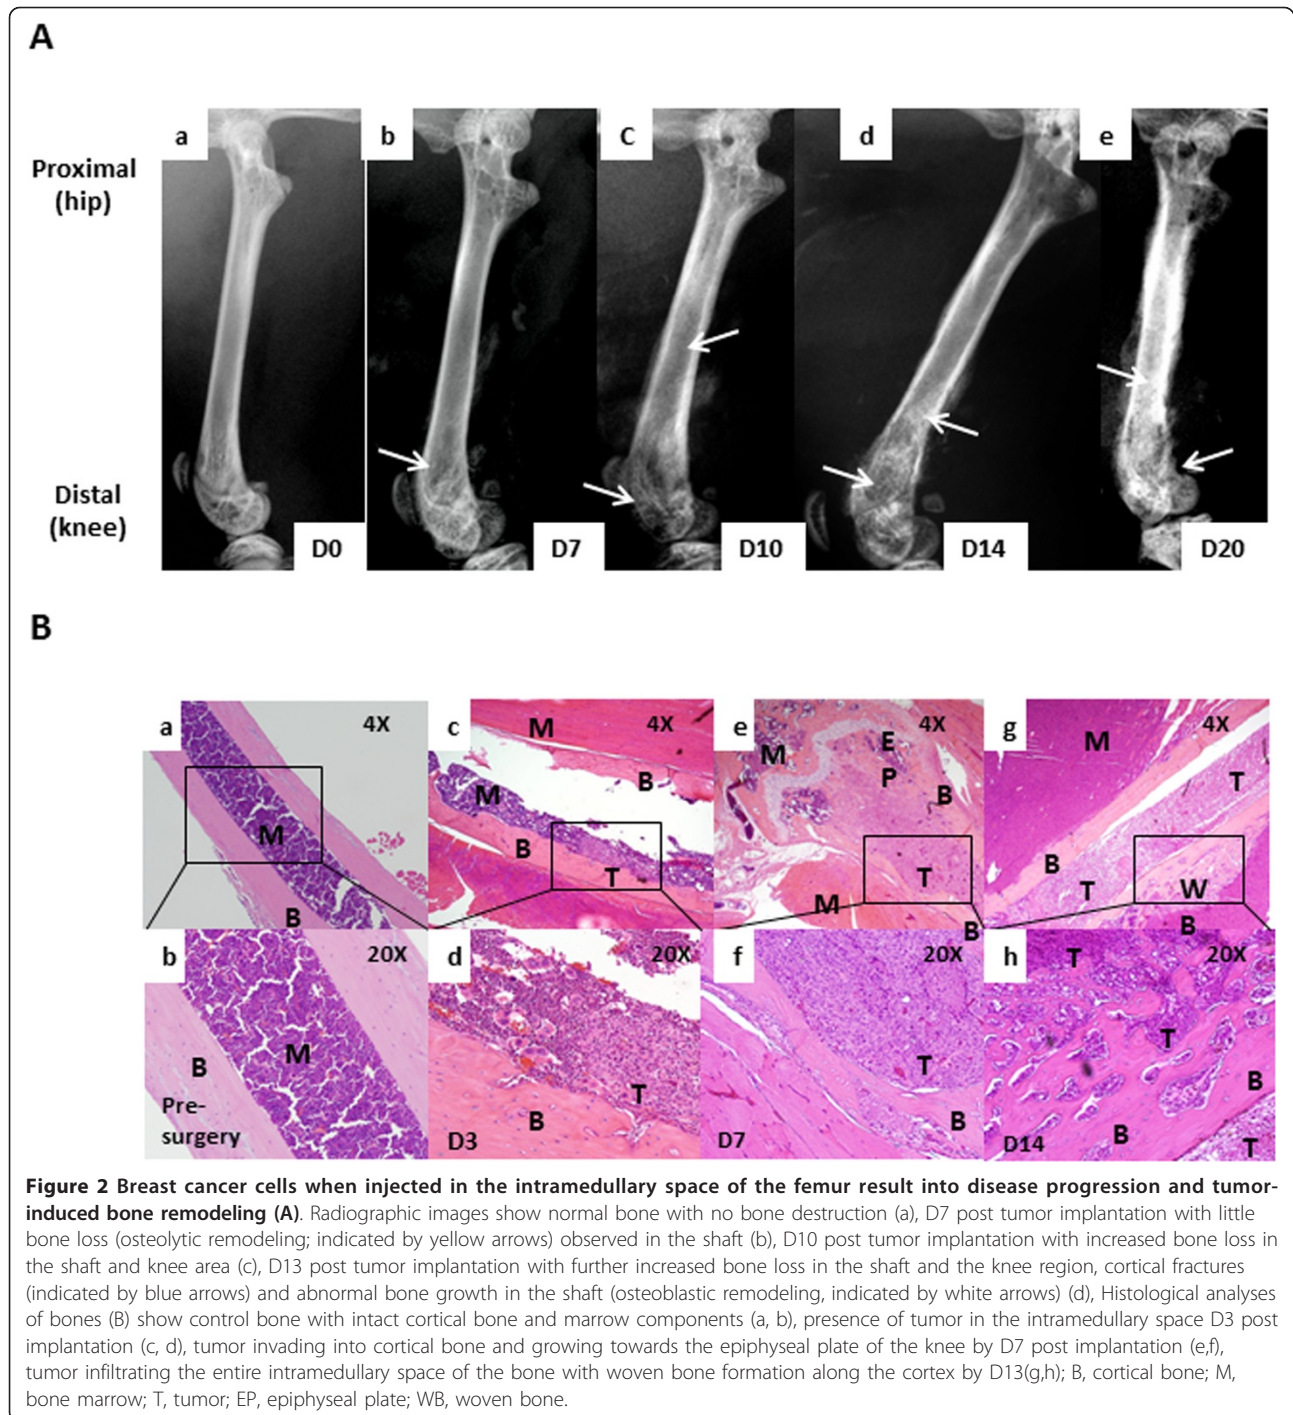 A
a
b
C
d
e
Proximal
(hip)
Distal
(knee)
D0
D7
D10
D14
D20
B
a
4X
M
B
c
M
4X
B
M
B
T
e
4X
M
E
P
B
T
M
B
g
4X
M
T
B
T
W
B
b
20X
M
B
Pre-
surgery
d
20X
T
B
D3
f
20X
T
B
D7
h
T
20X
T
B
B
D14
T
Figure 2 Breast cancer cells when injected in the intramedullary space of the femur result into disease progression and tumor-
induced bone remodeling (A). Radiographic images show normal bone with no bone destruction (a), D7 post tumor implantation with little
bone loss (osteolytic remodeling; indicated by yellow arrows) observed in the shaft (b), D10 post tumor implantation with increased bone loss in
the shaft and knee area (c), D13 post tumor implantation with further increased bone loss in the shaft and the knee region, cortical fractures
(indicated by blue arrows) and abnormal bone growth in the shaft (osteoblastic remodeling, indicated by white arrows) (d), Histological analyses
of bones (B) show control bone with intact cortical bone and marrow components (a, b), presence of tumor in the intramedullary space D3 post
implantation (c, d), tumor invading into cortical bone and growing towards the epiphyseal plate of the knee by D7 post implantation (e,f),
tumor infiltrating the entire intramedullary space of the bone with woven bone formation along the cortex by D13(g,h); B, cortical bone; M,
bone marrow; T, tumor; EP, epiphyseal plate; WB, woven bone.